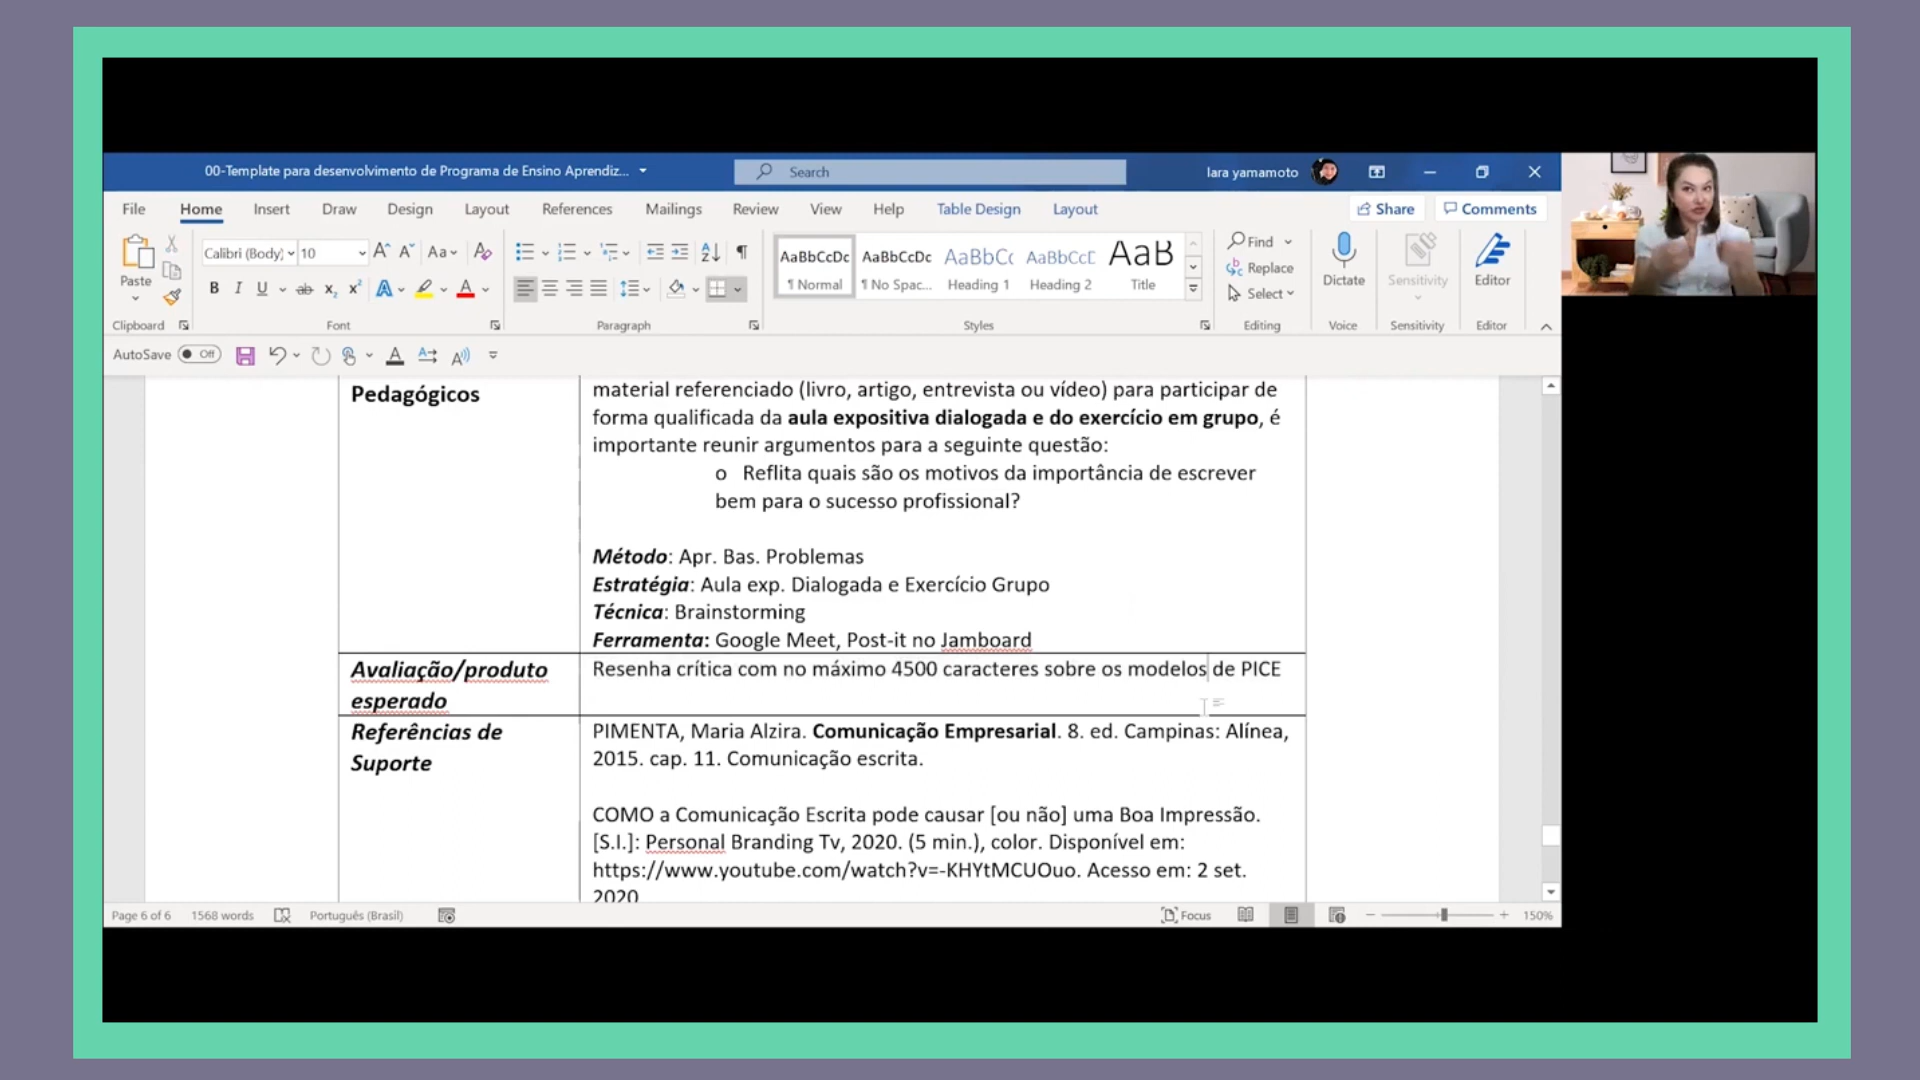 00-Template para desenvolvimento de Programa de Ensino Aprendiz...
Search
lara yamamoto
File Home Insert Draw Design Layout References Mailings Review View Help Table Design Layout Share Comments
Paste
Calibri (Body) 10 Aa
B I U ab x₂ x² A A
AaBbCcDc AaBbCcDc AaBbCc AaBbCcC AaB
¶ Normal ¶ No Spac... Heading 1 Heading 2 Title
Find
Replace
Select
Dictate
Sensitivity
Editor
Clipboard Font Paragraph Styles Editing Voice Sensitivity Editor
AutoSave Off
Pedagógicos
material referenciado (livro, artigo, entrevista ou vídeo) para participar de
forma qualificada da aula expositiva dialogada e do exercício em grupo, é
importante reunir argumentos para a seguinte questão:
o Reflita quais são os motivos da importância de escrever
bem para o sucesso profissional?
Método: Apr. Bas. Problemas
Estratégia: Aula exp. Dialogada e Exercício Grupo
Técnica: Brainstorming
Ferramenta: Google Meet, Post-it no Jamboard
Avaliação/produto
esperado
Resenha crítica com no máximo 4500 caracteres sobre os modelos de PICE
Referências de
Suporte
PIMENTA, Maria Alzira. Comunicação Empresarial. 8. ed. Campinas: Alínea,
2015. cap. 11. Comunicação escrita.
COMO a Comunicação Escrita pode causar [ou não] uma Boa Impressão.
[S.I.]: Personal Branding Tv, 2020. (5 min.), color. Disponível em:
https://www.youtube.com/watch?v=-KHYtMCUOuo. Acesso em: 2 set.
2020
Page 6 of 6 1568 words Português (Brasil) Focus 150%